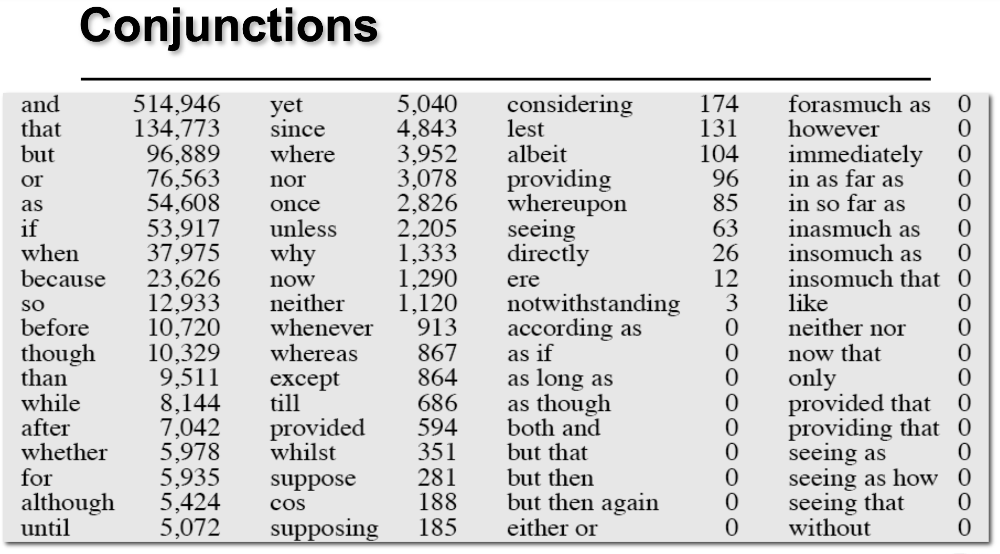 Conjunctions
and 514,946 yet 5,040 considering 174 forasmuch as 0
that 134,773 since 4,843 lest 131 however 0
but 96,889 where 3,952 albeit 104 immediately 0
or 76,563 nor 3,078 providing 96 in as far as 0
as 54,608 once 2,826 whereupon 85 in so far as 0
if 53,917 unless 2,205 seeing 63 inasmuch as 0
when 37,975 why 1,333 directly 26 insomuch as 0
because 23,626 now 1,290 ere 12 insomuch that 0
so 12,933 neither 1,120 notwithstanding 3 like 0
before 10,720 whenever 913 according as 0 neither nor 0
though 10,329 whereas 867 as if 0 now that 0
than 9,511 except 864 as long as 0 only 0
while 8,144 till 686 as though 0 provided that 0
after 7,042 provided 594 both and 0 providing that 0
whether 5,978 whilst 351 but that 0 seeing as 0
for 5,935 suppose 281 but then 0 seeing as how 0
although 5,424 cos 188 but then again 0 seeing that 0
until 5,072 supposing 185 either or 0 without 0